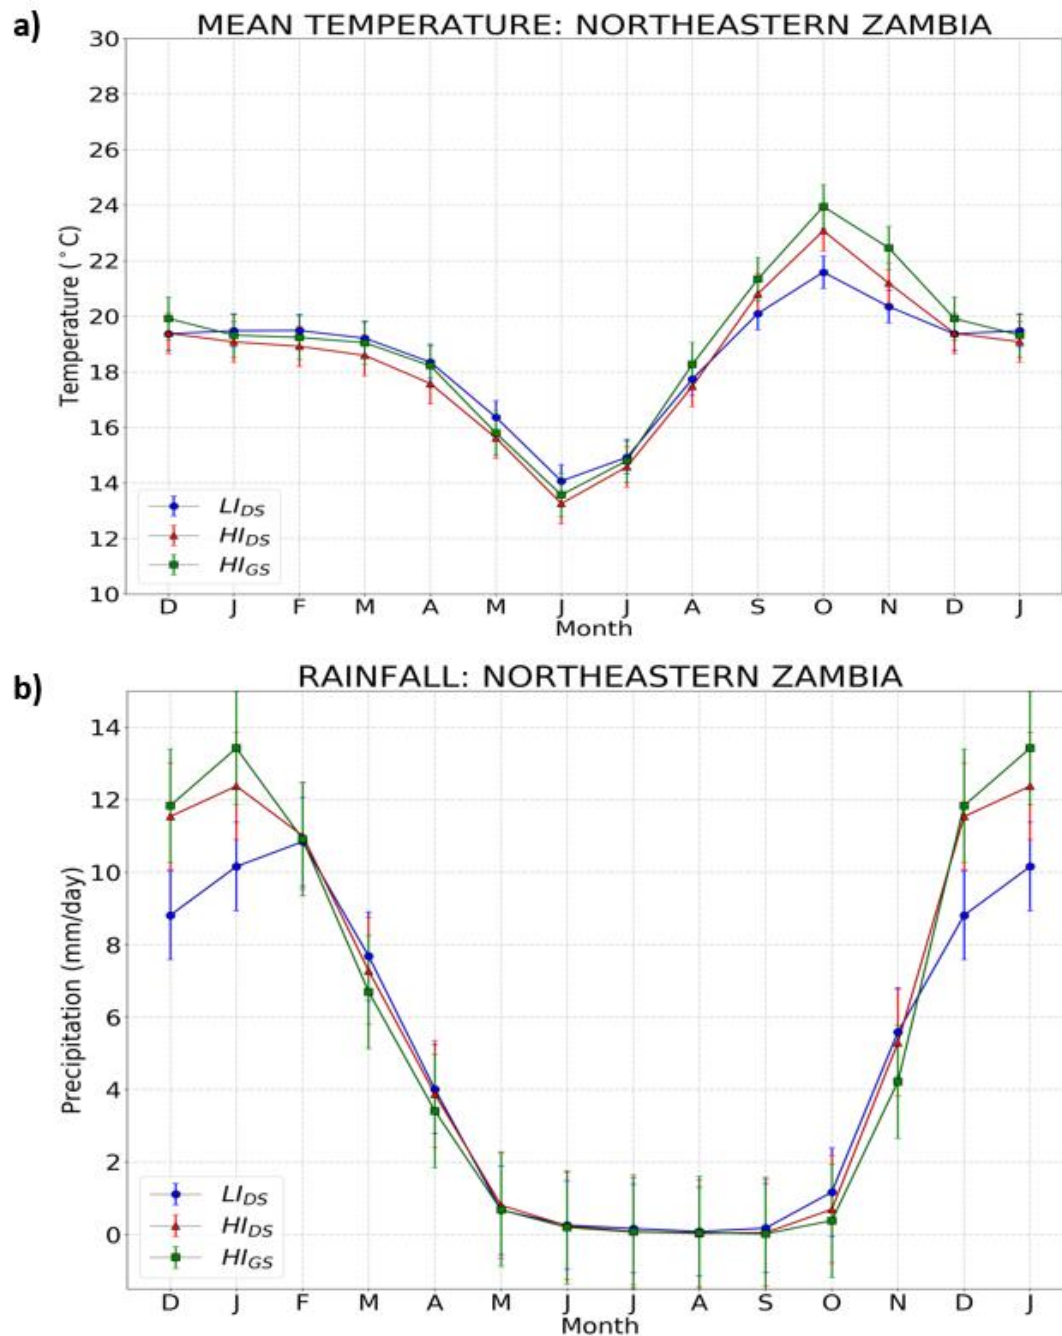 a)
MEAN TEMPERATURE: NORTHEASTERN ZAMBIA
30
28
26
24
22
20
18
16
14
12
10
Temperature (°C)
LI_DS
HI_DS
HI_GS
D J F M A M J J A S O N D J
Month
b)
RAINFALL: NORTHEASTERN ZAMBIA
14
12
10
8
6
4
2
0
Precipitation (mm/day)
LI_DS
HI_DS
HI_GS
D J F M A M J J A S O N D J
Month